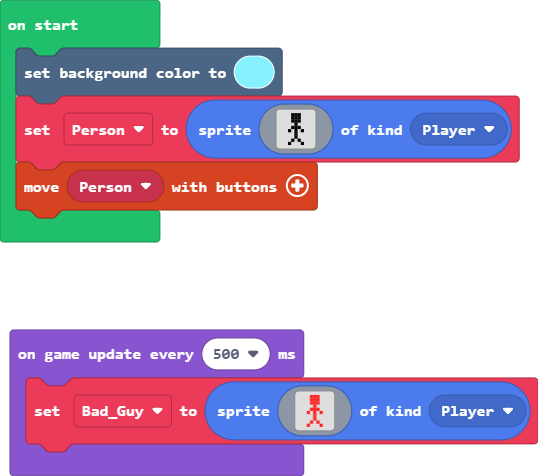 on start
set background color to
set Person to sprite of kind Player
move Person with buttons
on game update every 500 ms
set Bad_Guy to sprite of kind Player